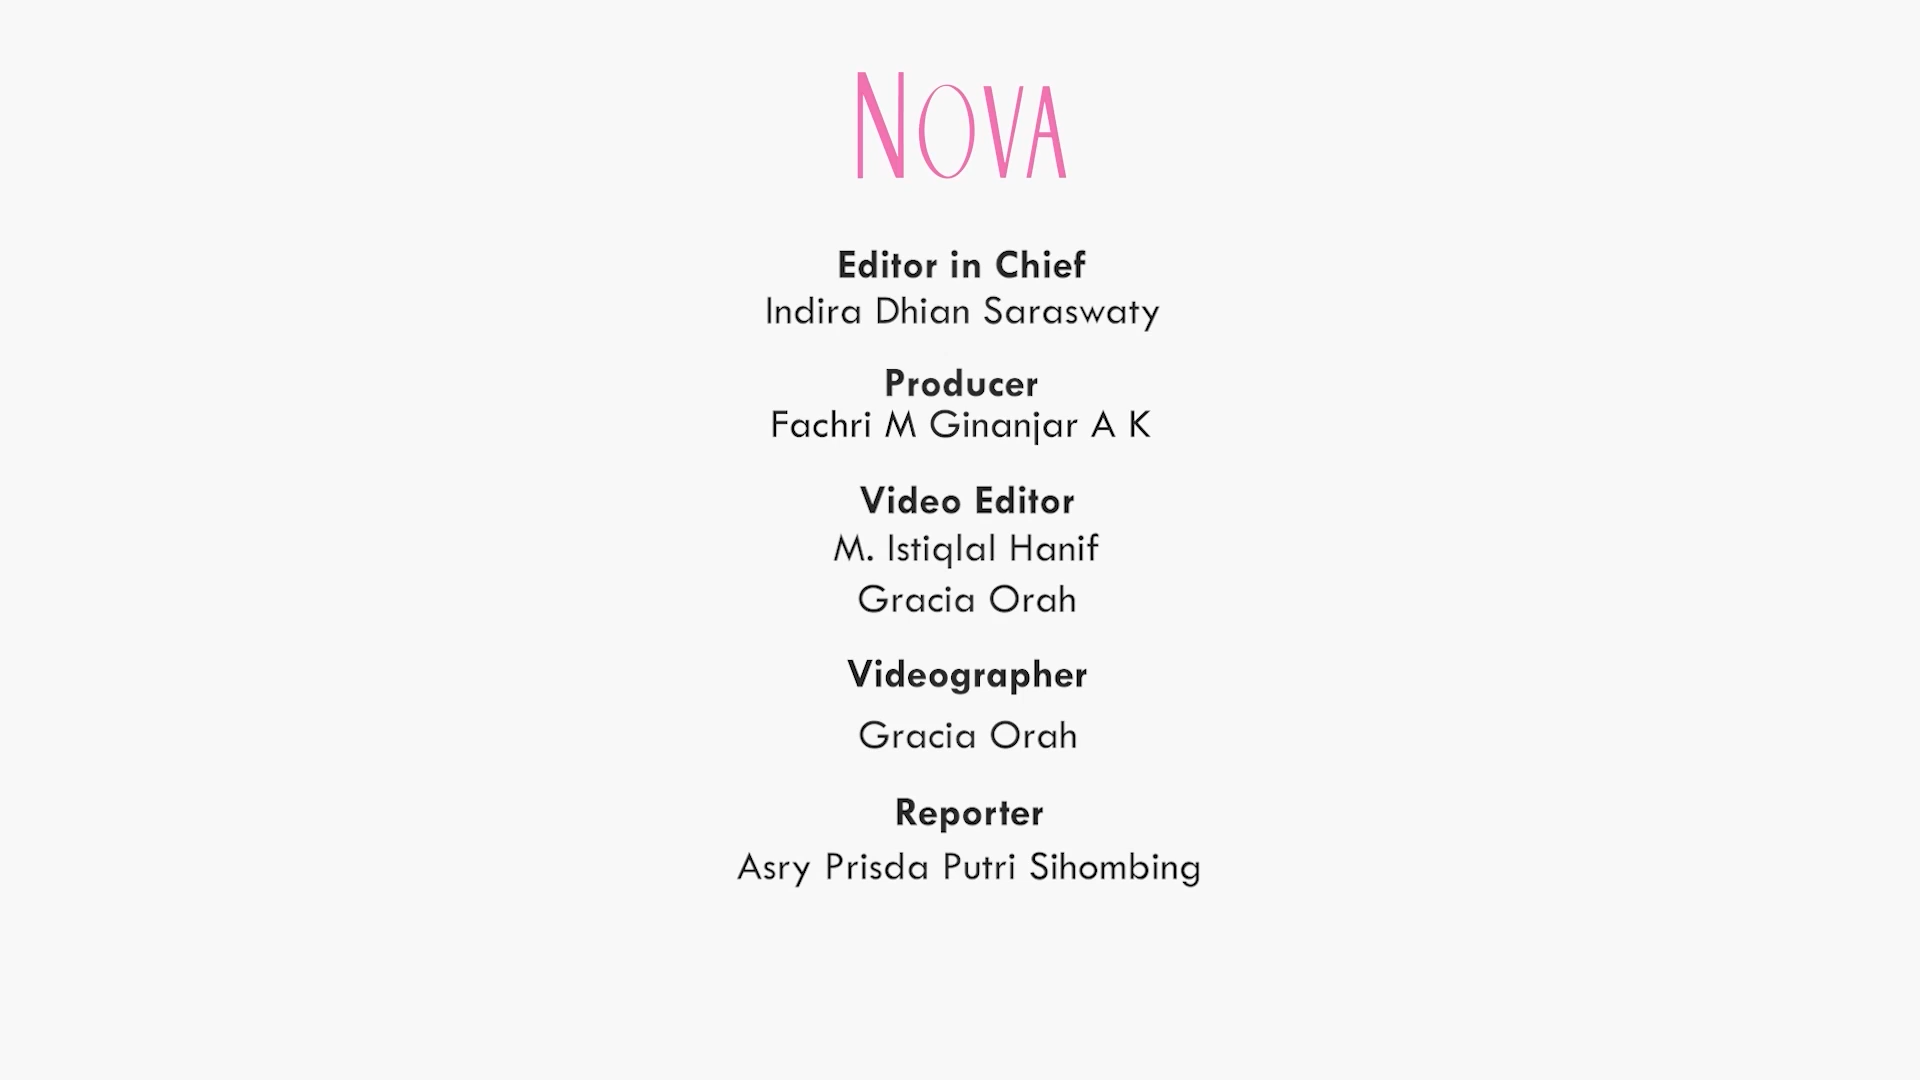 NOVA
Editor in Chief
Indira Dhian Saraswaty
Producer
Fachri M Ginanjar A K
Video Editor
M. Istiqlal Hanif
Gracia Orah
Videographer
Gracia Orah
Reporter
Asry Prisda Putri Sihombing